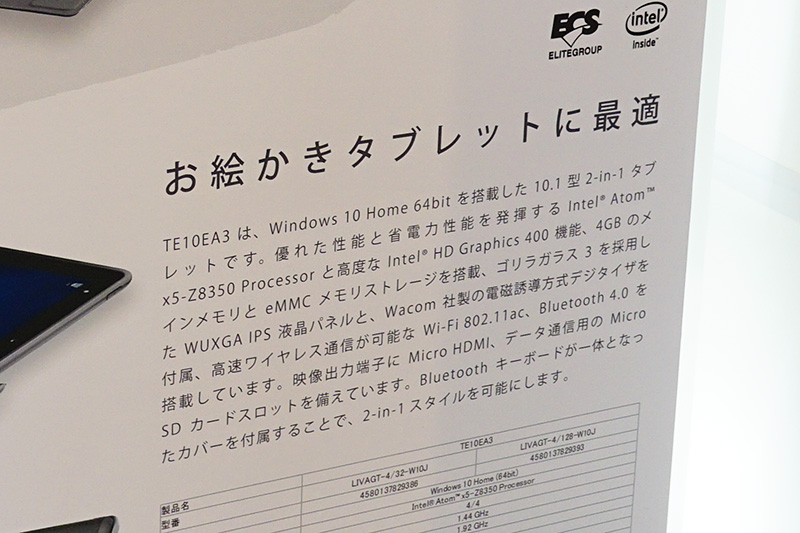 ECS
ELITEGROUP
intel
inside™
お絵かきタブレットに最適
TE10EA3 は、Windows 10 Home 64bit を搭載した 10.1 型 2-in-1 タブ
レットです。優れた性能と省電力性能を発揮する Intel® Atom™
x5-Z8350 Processor と高度な Intel® HD Graphics 400 機能、4GB のメ
インメモリと eMMC メモリストレージを搭載、ゴリラガラス 3 を採用し
た WUXGA IPS 液晶パネルと、Wacom 社製の電磁誘導方式デジタイザを
付属、高速ワイヤレス通信が可能な Wi-Fi 802.11ac、Bluetooth 4.0 を
搭載しています。映像出力端子に Micro HDMI、データ通信用の Micro
SD カードスロットを備えています。Bluetooth キーボードが一体となっ
たカバーを付属することで、2-in-1 スタイルを可能にします。
TE10EA3
製品名 LIVAGT-4/32-W10J LIVAGT-4/128-W10J
型番 4580137829386 4580137829393
Windows 10 Home (64bit)
Intel® Atom™ x5-Z8350 Processor
4/4
1.44 GHz
1.92 GHz